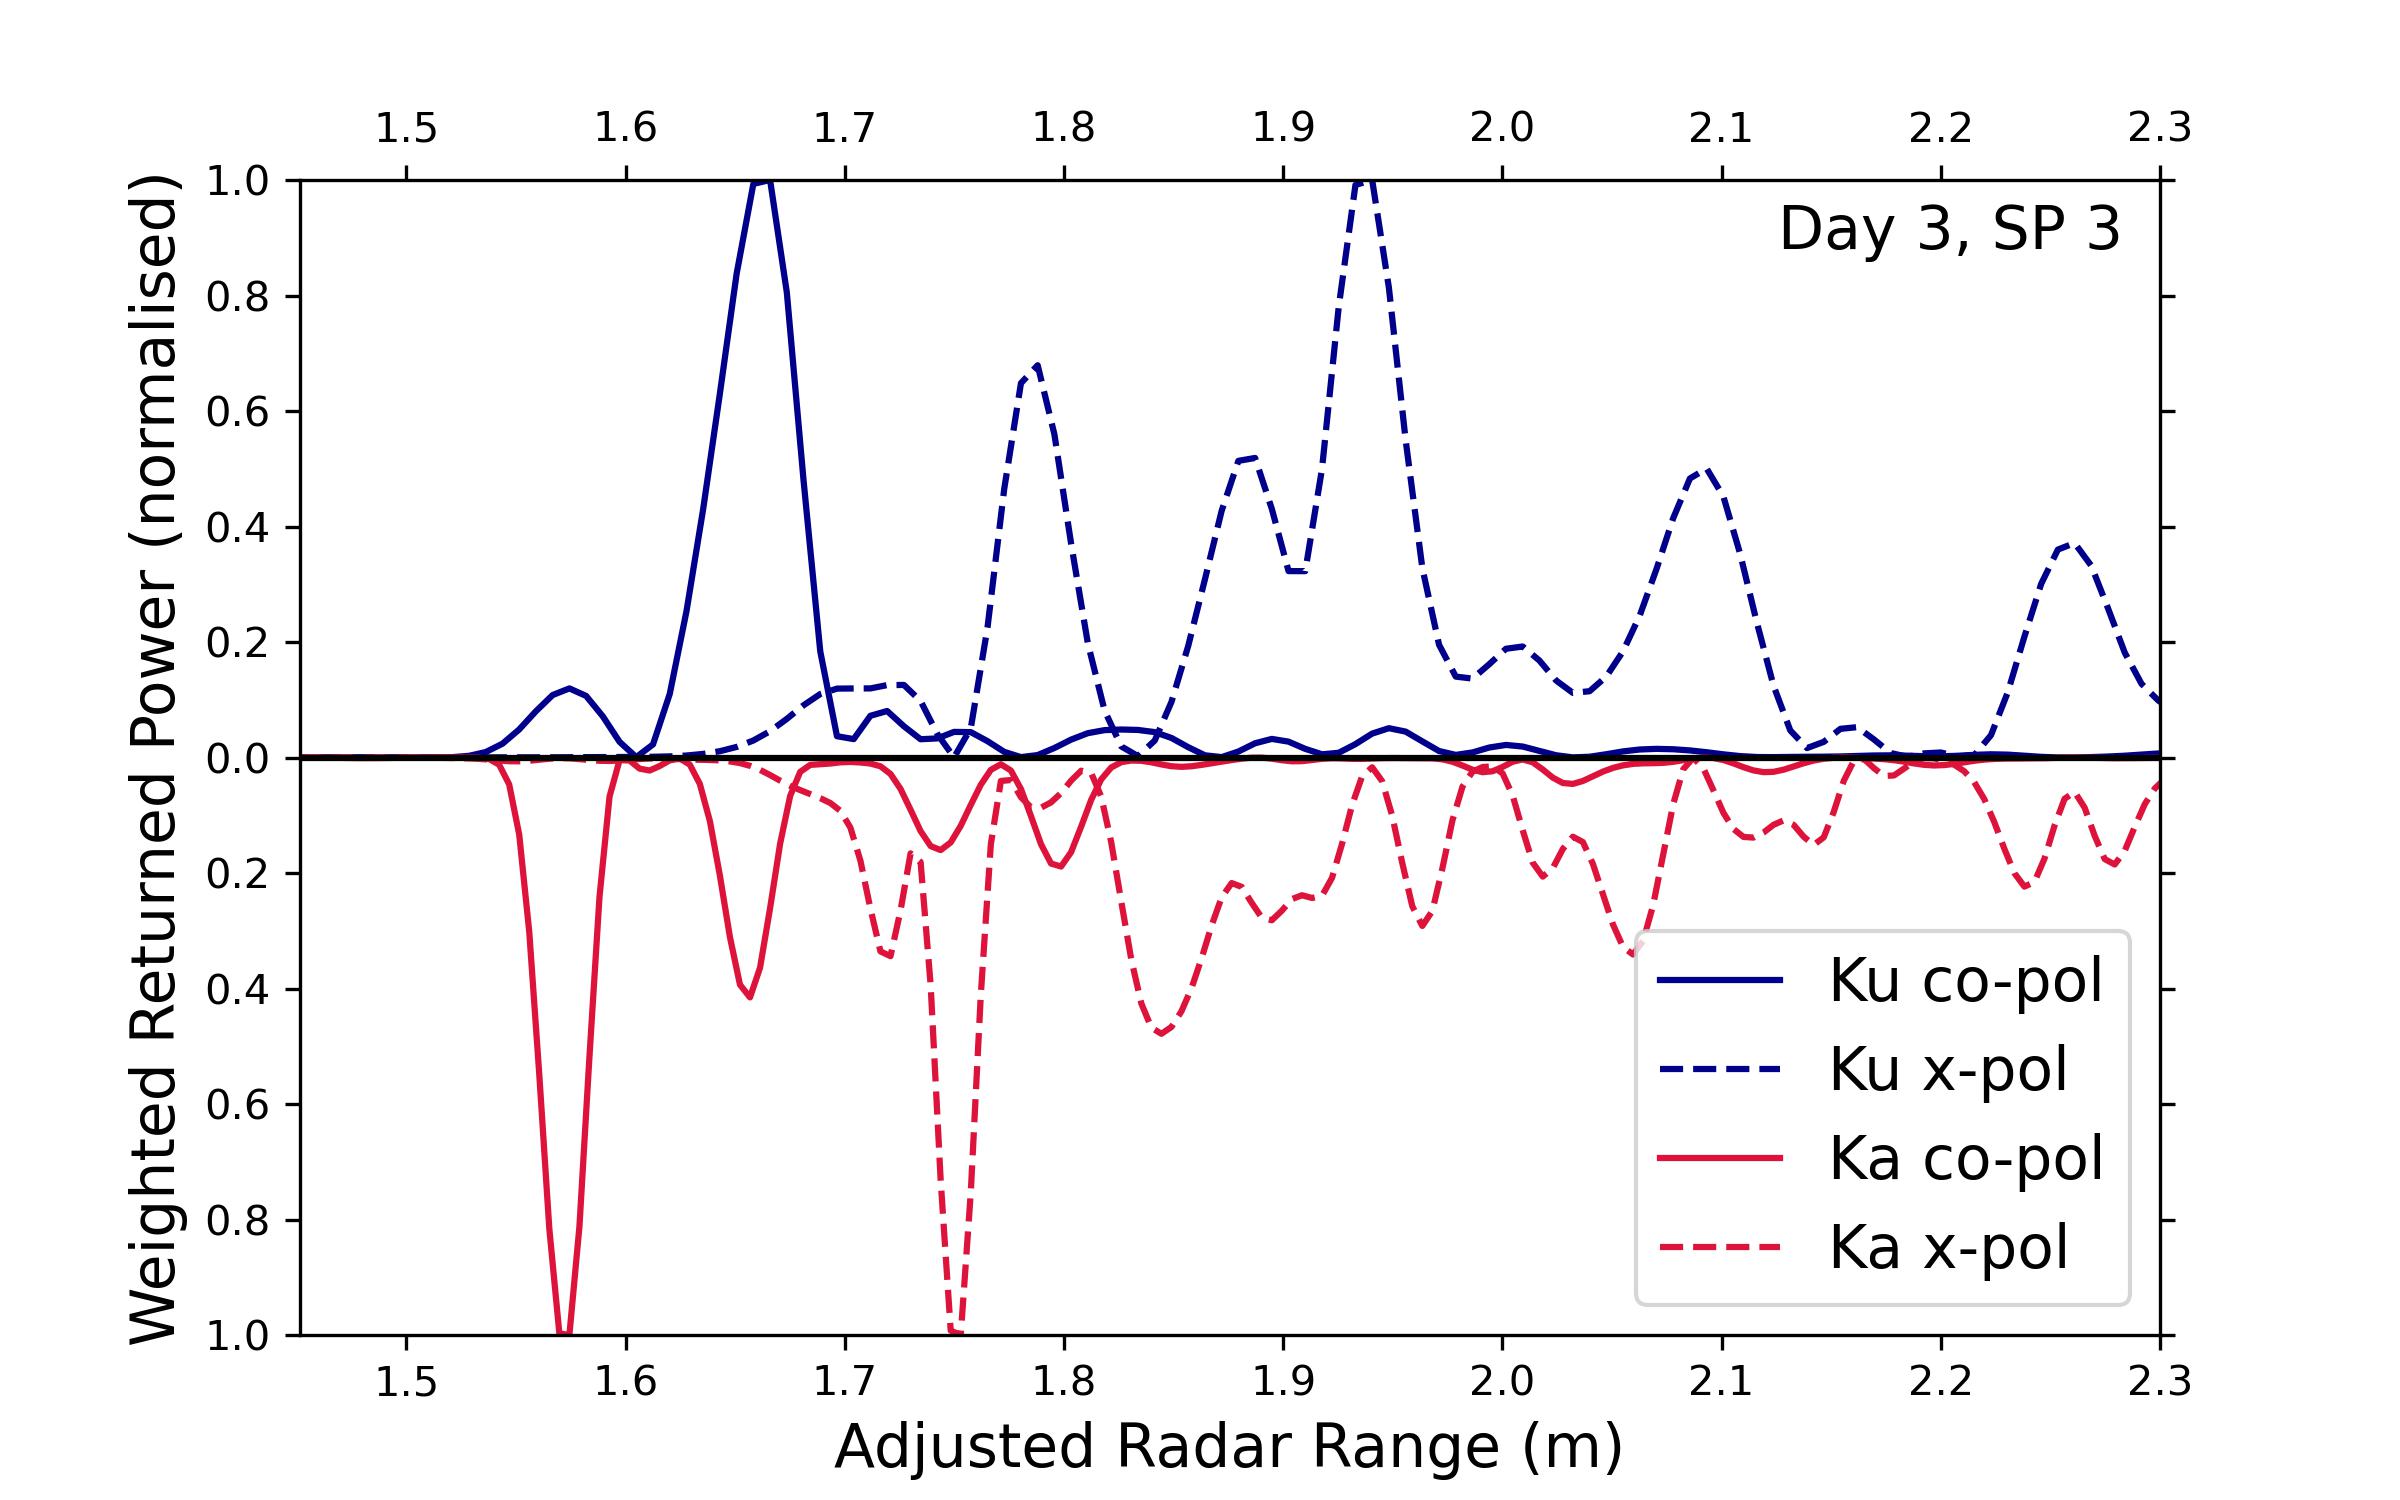 1.5 1.6 1.7 1.8 1.9 2.0 2.1 2.2 2.3
Weighted Returned Power (normalised)
1.0
0.8
0.6
0.4
0.2
0.0
0.2
0.4
0.6
0.8
1.0
Day 3, SP 3
Ku co-pol
Ku x-pol
Ka co-pol
Ka x-pol
1.5 1.6 1.7 1.8 1.9 2.0 2.1 2.2 2.3
Adjusted Radar Range (m)